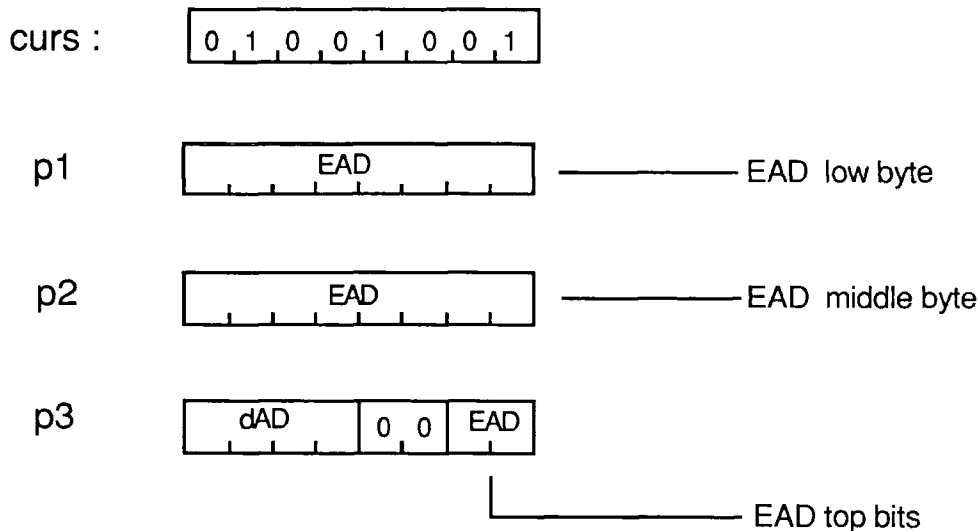 curs : 0 1 0 0 1 0 0 1
p1 EAD EAD low byte
p2 EAD EAD middle byte
p3 dAD 0 0 EAD
EAD top bits